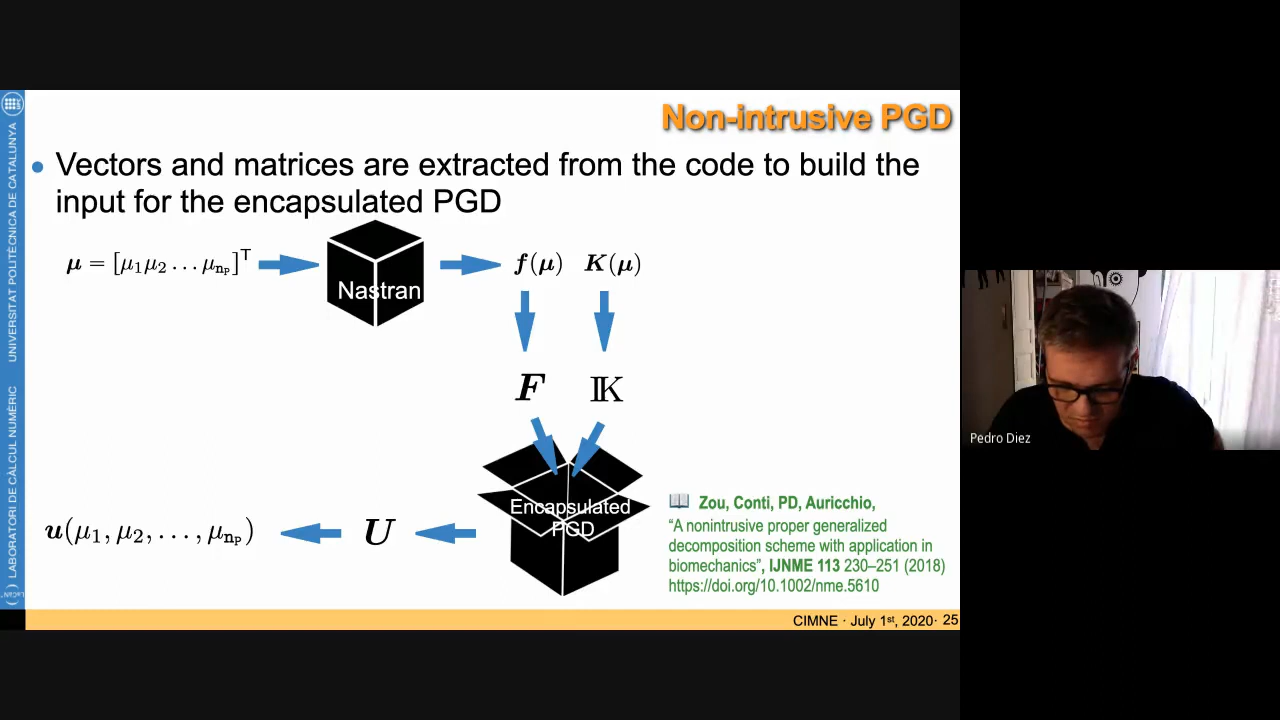 Non-intrusive PGD
• Vectors and matrices are extracted from the code to build the
input for the encapsulated PGD
μ = [μ₁μ₂ … μₙₚ]ᵀ
Nastran
f(μ) K(μ)
F 𝕂
Encapsulated
PGD
U
u(μ₁, μ₂, …, μₙₚ)
Zou, Conti, PD, Auricchio,
“A nonintrusive proper generalized
decomposition scheme with application in
biomechanics”, IJNME 113 230–251 (2018)
https://doi.org/10.1002/nme.5610
CIMNE · July 1st, 2020· 25
LABORATORI DE CÀLCUL NUMÈRIC
UNIVERSITAT POLITÈCNICA DE CATALUNYA
Pedro Diez